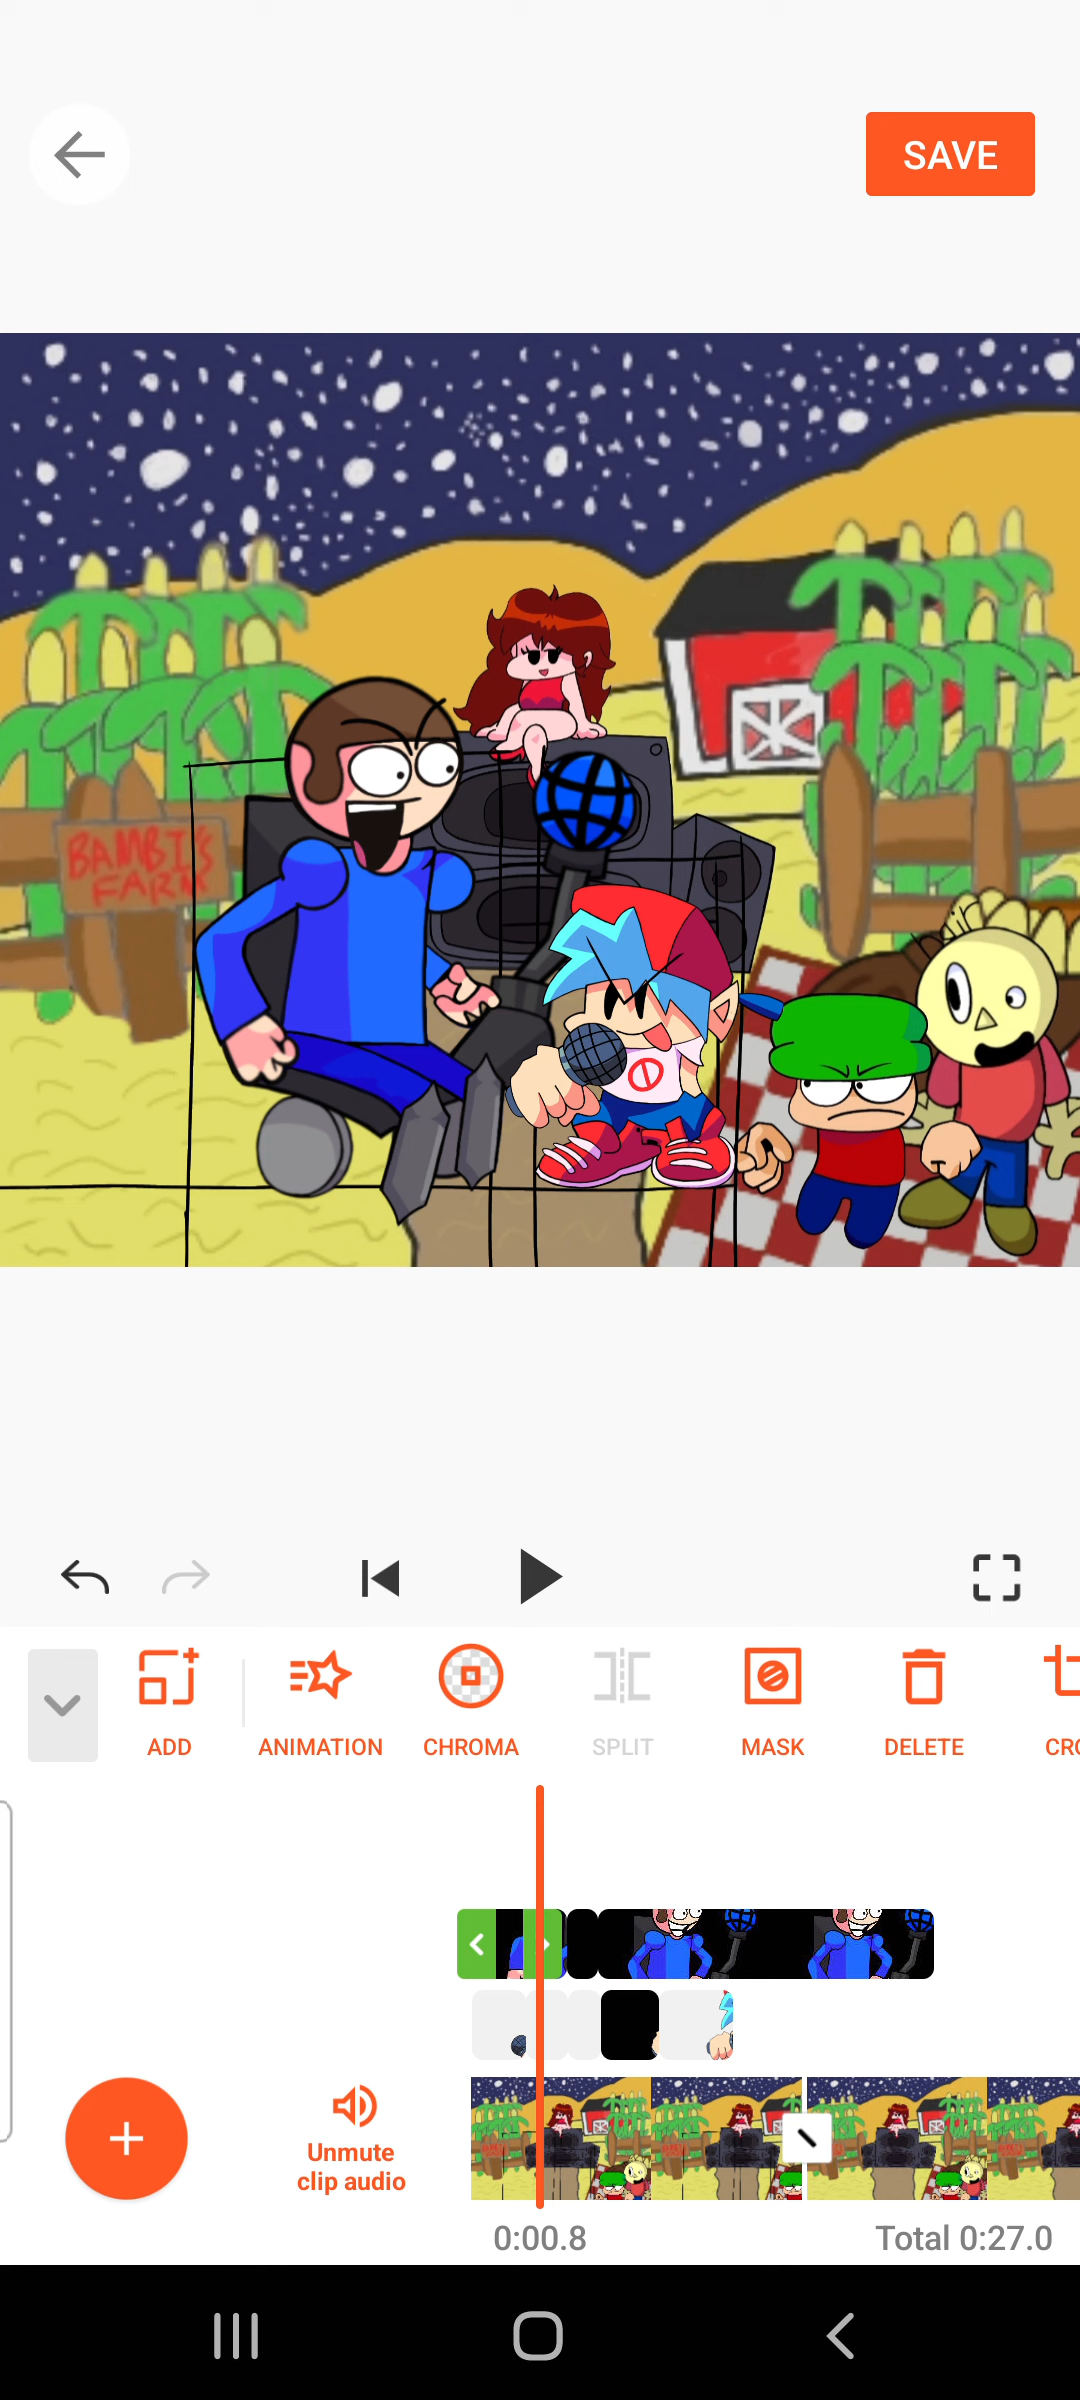 SAVE
BAMBI'S
FARM
ADD
ANIMATION
CHROMA
SPLIT
MASK
DELETE
CRO
Unmute
clip audio
0:00.8
Total 0:27.0